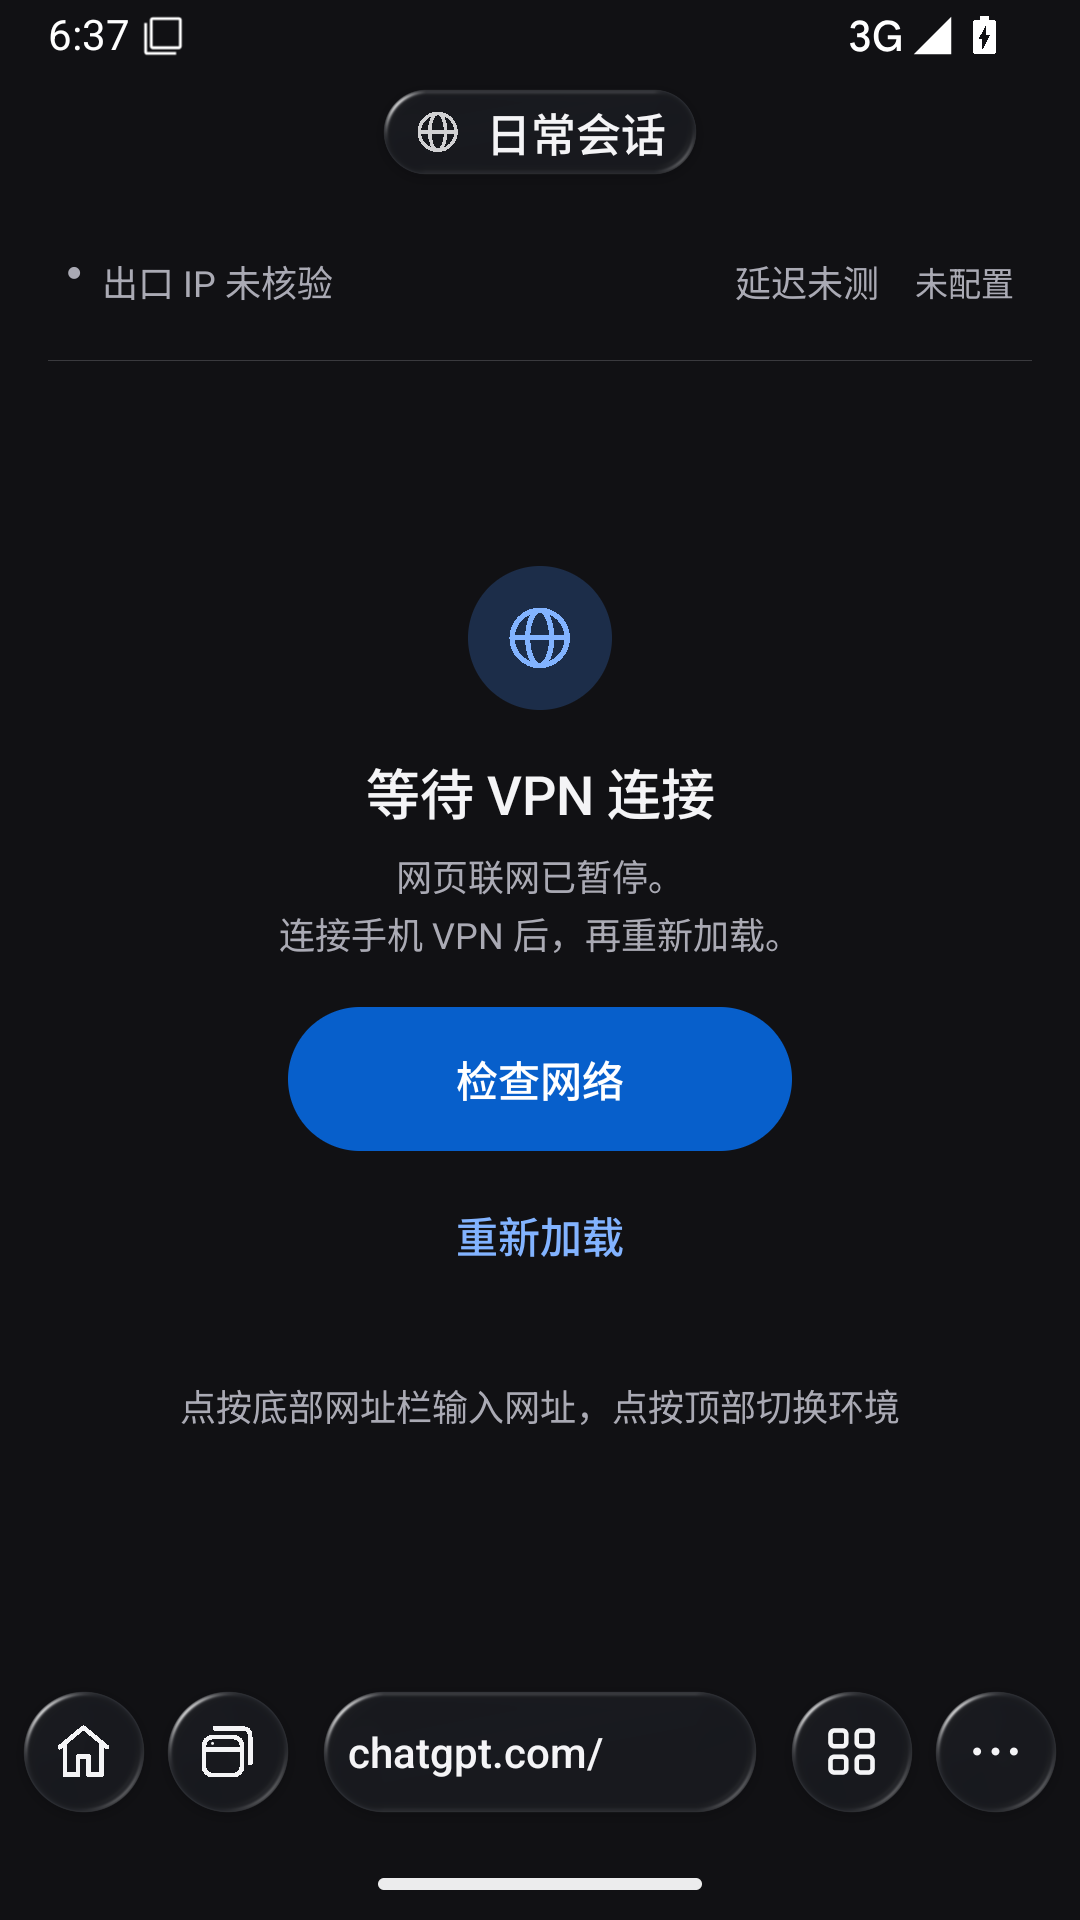 6:37
3G
日常会话
出口 IP 未核验
延迟未测 未配置
等待 VPN 连接
网页联网已暂停。
连接手机 VPN 后，再重新加载。
检查网络
重新加载
点按底部网址栏输入网址，点按顶部切换环境
chatgpt.com/